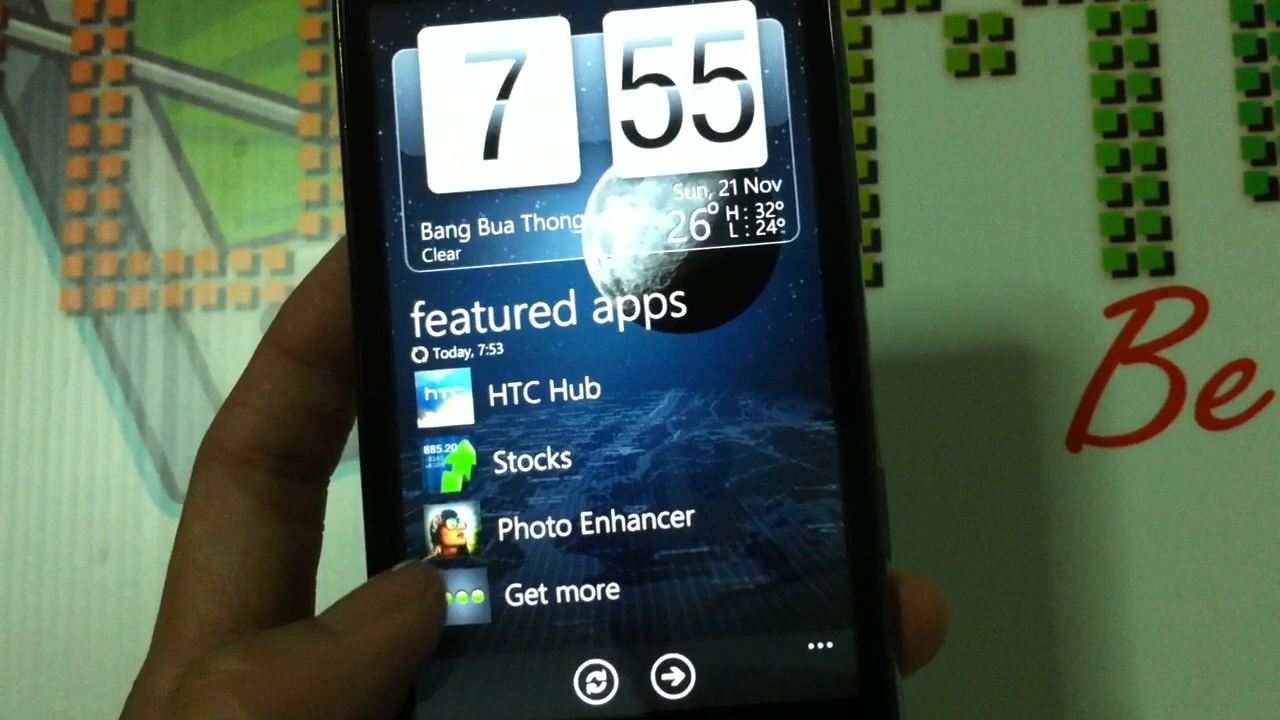 7 55
Sun, 21 Nov
Bang Bua Thong 26° H : 32°
Clear L : 24°
featured apps
Today, 7:53
htc HTC Hub
885.20 Stocks
Photo Enhancer
Get more
Be